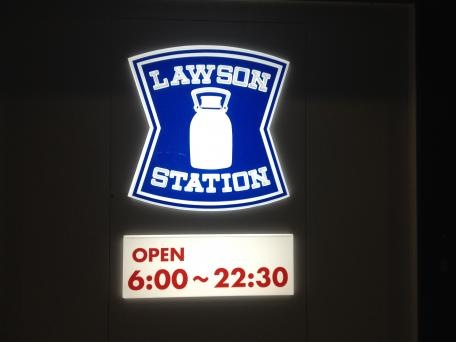 LAWSON
STATION
OPEN
6:00～22:30